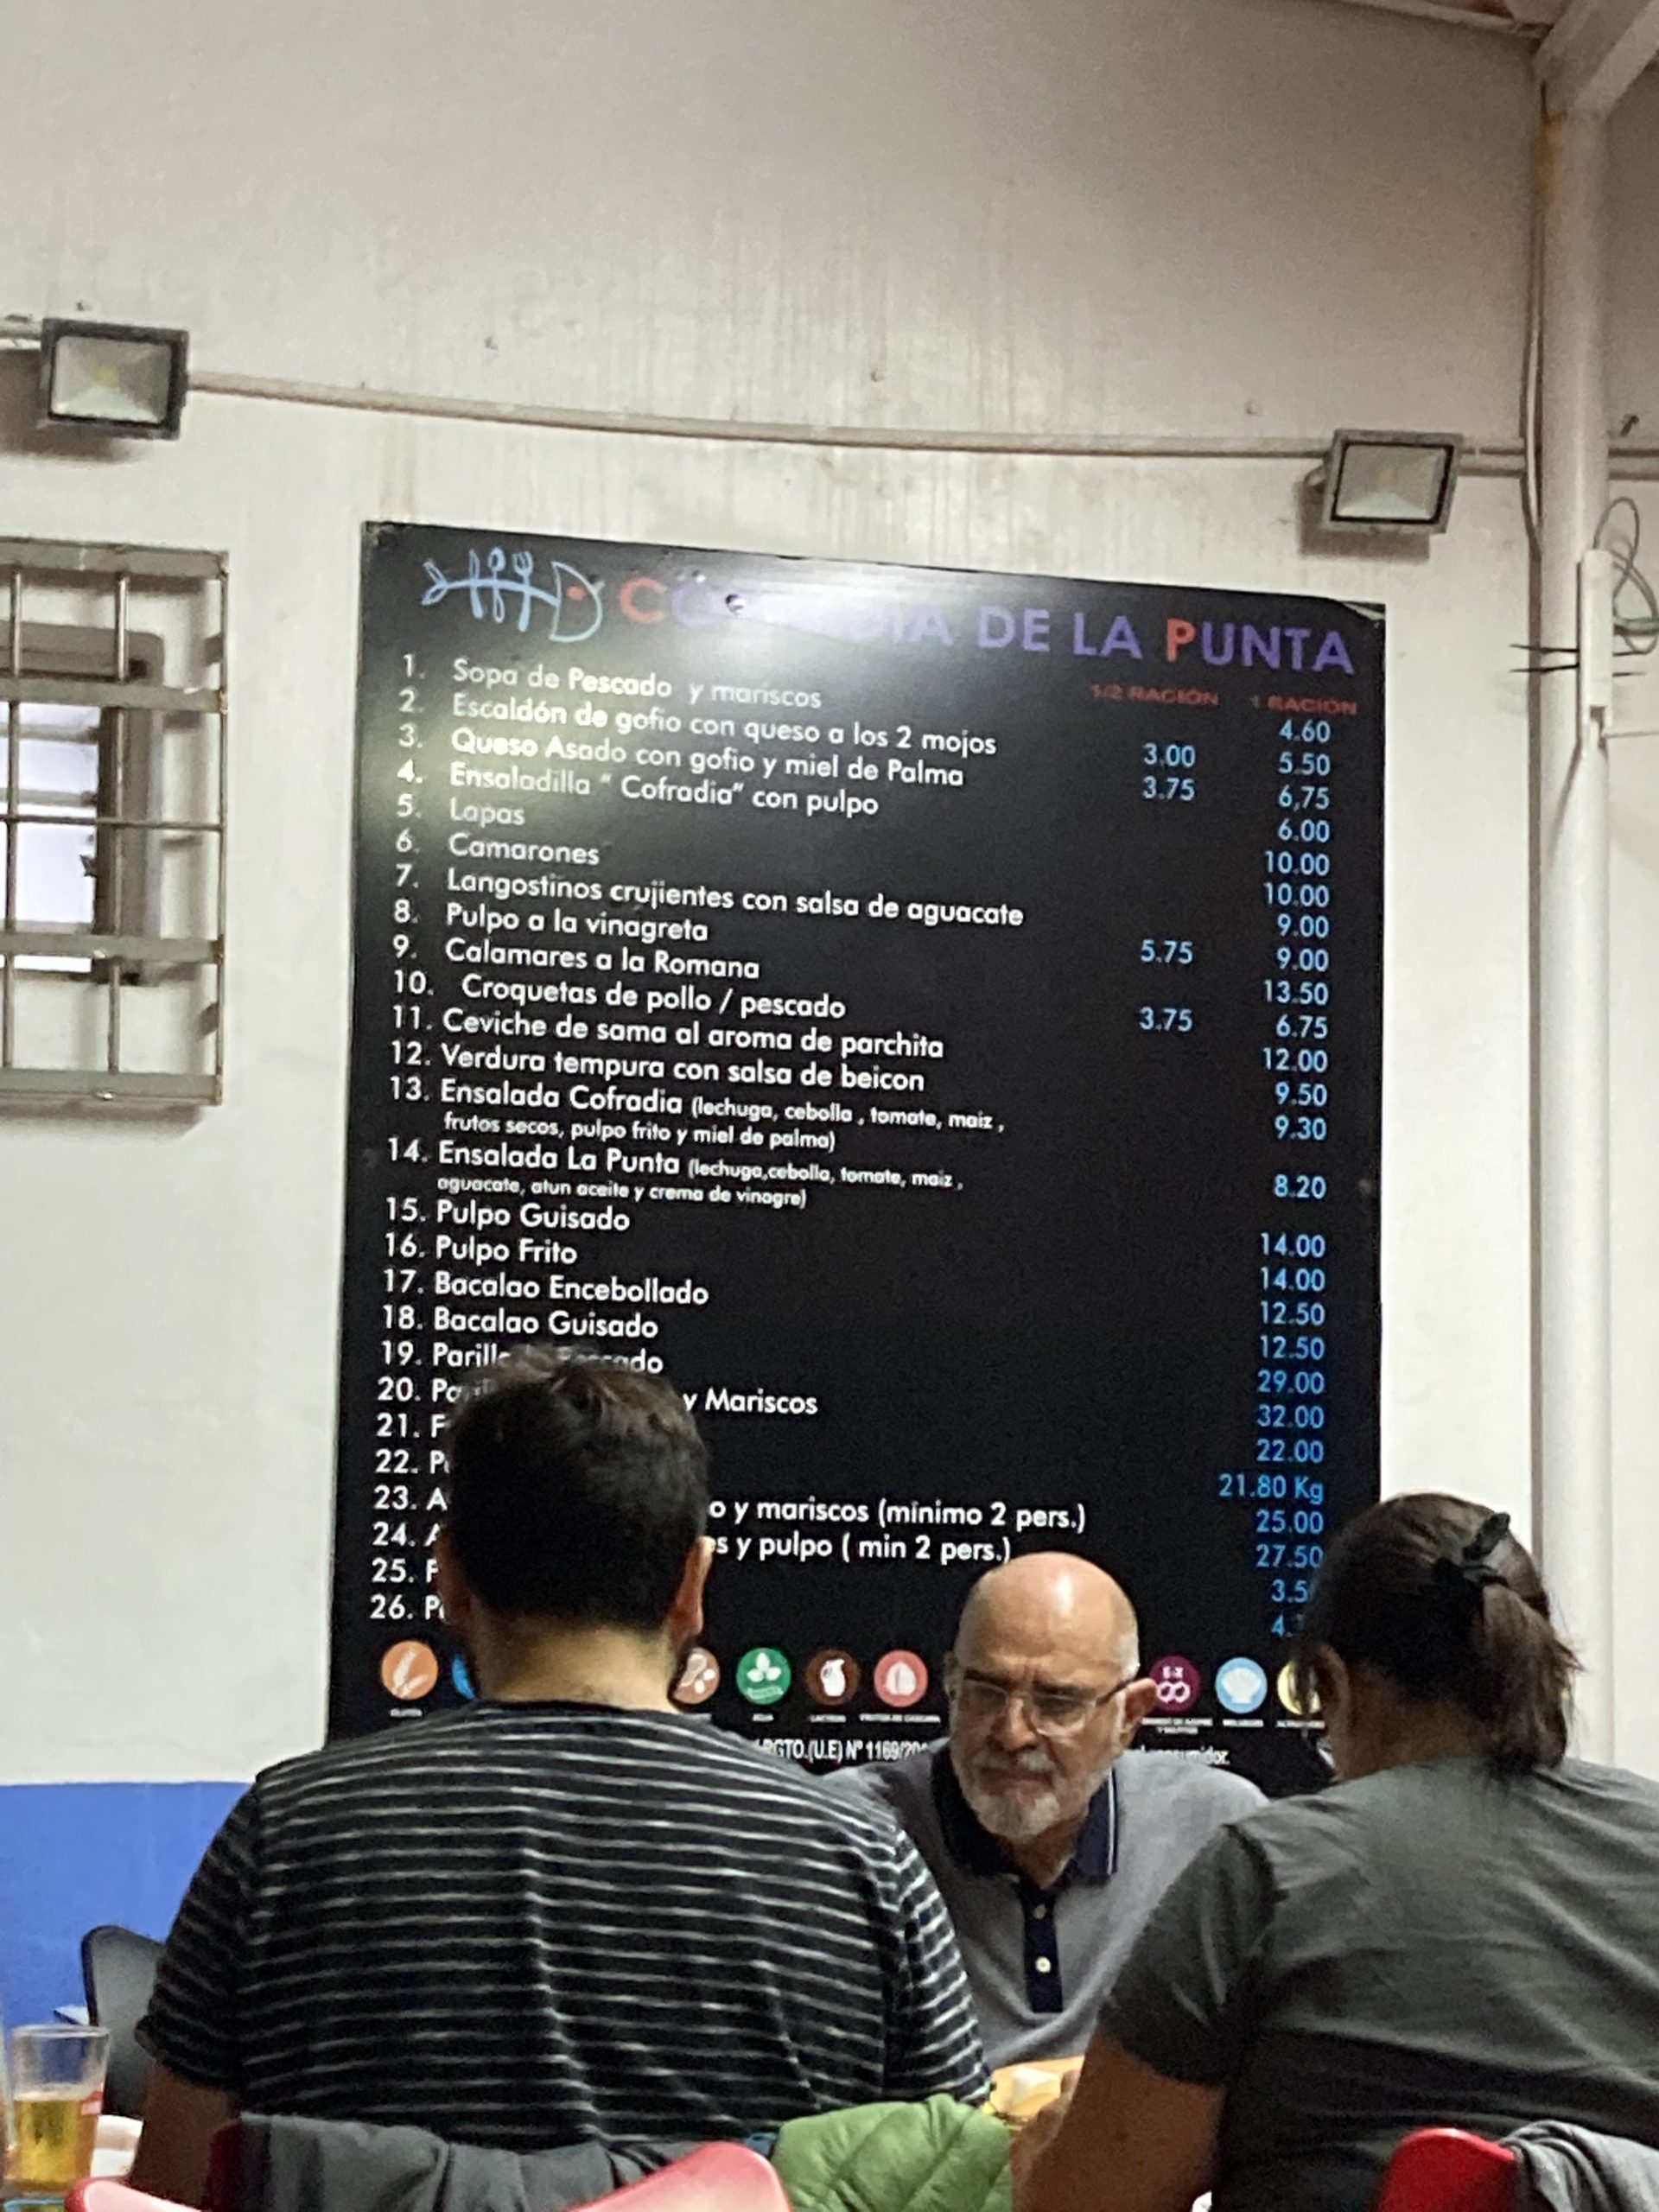 DE LA PUNTA
1/2 RACIÓN 1 RACIÓN
1. Sopa de Pescado y mariscos 4.60
2. Escaldón de gofio con queso a los 2 mojos 3.00 5.50
3. Queso Asado con gofio y miel de Palma 3.75 6,75
4. Ensaladilla “ Cofradia” con pulpo 6.00
5. Lapas 10.00
6. Camarones 10.00
7. Langostinos crujientes con salsa de aguacate 9.00
8. Pulpo a la vinagreta 5.75 9.00
9. Calamares a la Romana 13.50
10. Croquetas de pollo / pescado 3.75 6.75
11. Ceviche de sama al aroma de parchita 12.00
12. Verdura tempura con salsa de beicon 9.50
13. Ensalada Cofradia (lechuga, cebolla , tomate, maiz , 9.30
frutos secos, pulpo frito y miel de palma)
14. Ensalada La Punta (lechuga,cebolla, tomate, maiz , 8.20
aguacate, atun aceite y crema de vinagre)
15. Pulpo Guisado 14.00
16. Pulpo Frito 14.00
17. Bacalao Encebollado 12.50
18. Bacalao Guisado 12.50
19. 29.00
20. y Mariscos 32.00
21. 22.00
22. 21.80 Kg
23. y mariscos (minimo 2 pers.) 25.00
24. y pulpo ( min 2 pers.) 27.50
25.
26.
RGTO.(U.E) Nº